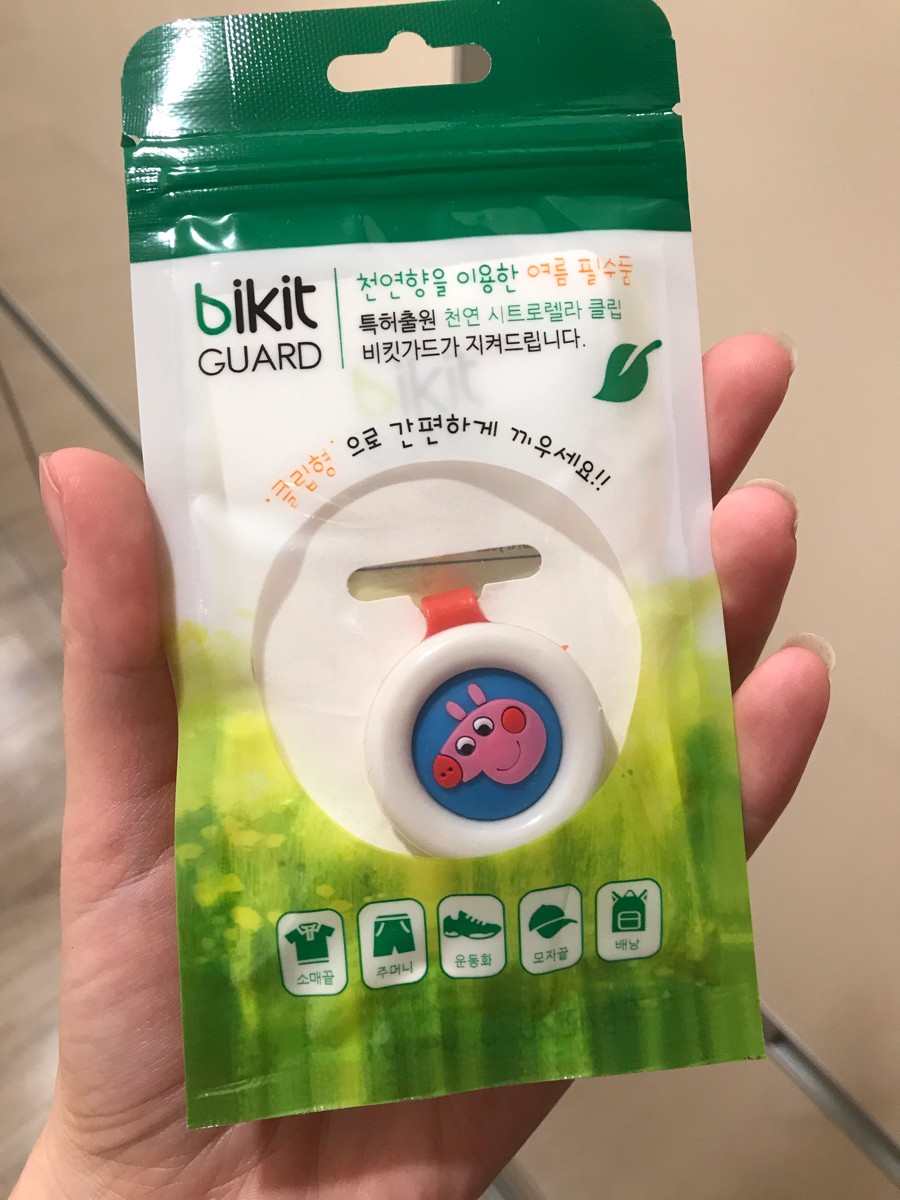 bikit
GUARD
천연향을 이용한 여름 필수품
특허출원 천연 시트로렐라 클립
비킷가드가 지켜드립니다.
'클립형'으로 간편하게 끼우세요!!
소매끝
주머니
운동화
모자끝
배낭